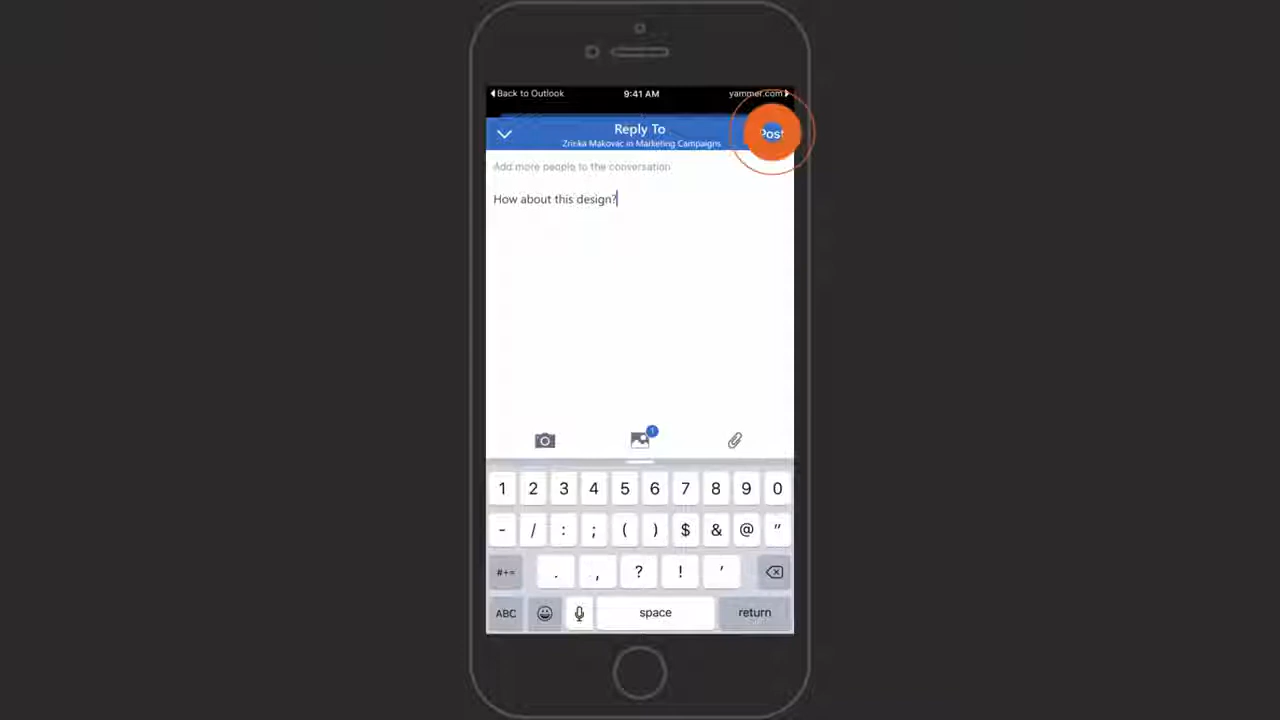 Back to Outlook 9:41 AM yammer.com
Reply To Post
Zrinka Makovac in Marketing Campaigns
Add more people to the conversation
How about this design?
1
1 2 3 4 5 6 7 8 9 0
- / : ; ( ) $ & @ "
#+= . , ? ! '
ABC space return